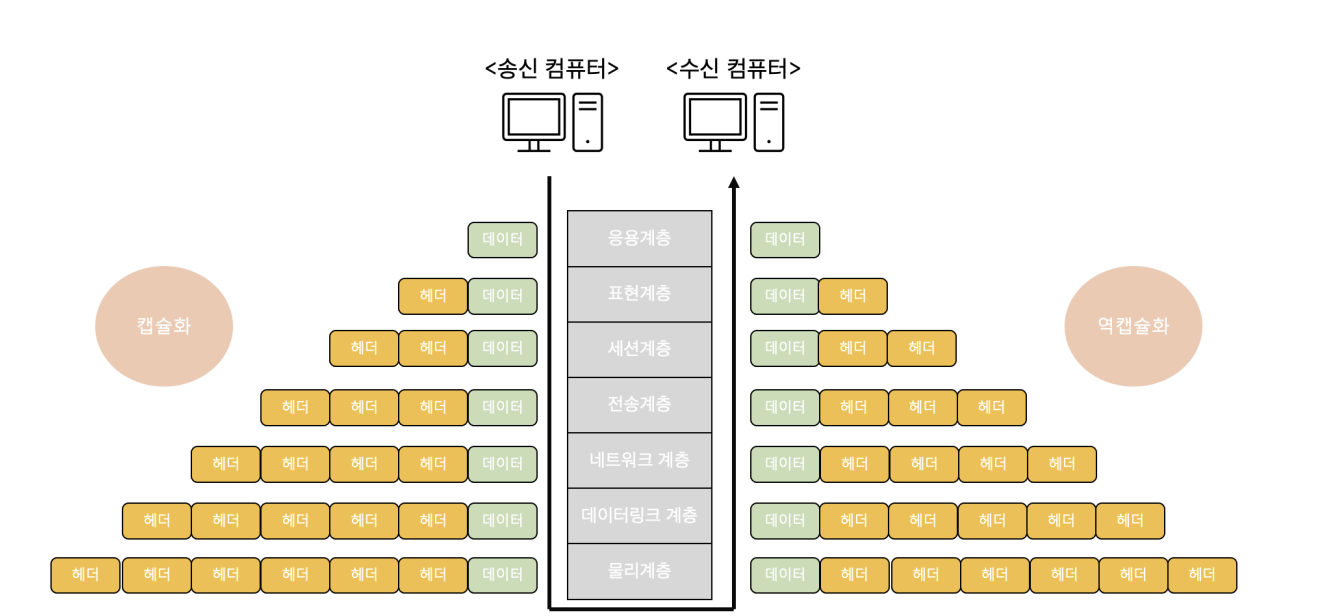 <송신 컴퓨터> <수신 컴퓨터>
데이터 응용계층 데이터
헤더 데이터 표현계층 데이터 헤더
캡슐화 역캡슐화
헤더 헤더 데이터 세션계층 데이터 헤더 헤더
헤더 헤더 헤더 데이터 전송계층 데이터 헤더 헤더 헤더
헤더 헤더 헤더 헤더 데이터 네트워크 계층 데이터 헤더 헤더 헤더 헤더
헤더 헤더 헤더 헤더 헤더 데이터 데이터링크 계층 데이터 헤더 헤더 헤더 헤더 헤더
헤더 헤더 헤더 헤더 헤더 헤더 데이터 물리계층 데이터 헤더 헤더 헤더 헤더 헤더 헤더